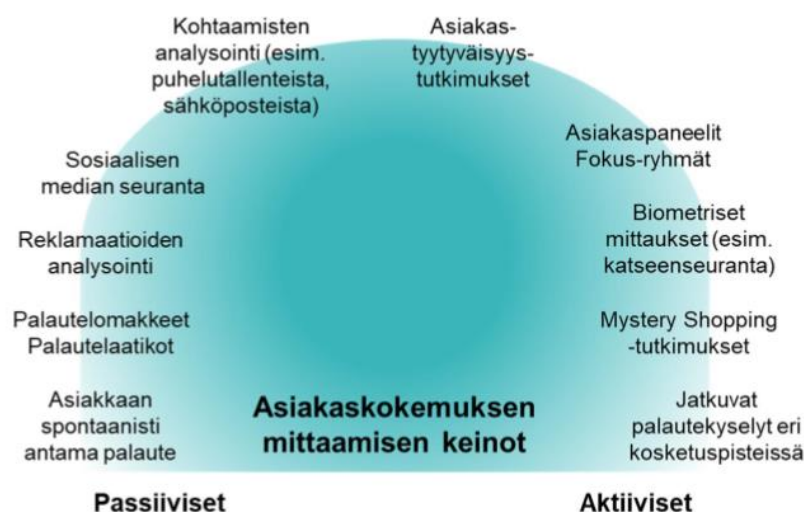 Kohtaamisten
analysointi (esim.
puhelutallenteista,
sähköposteista)
Asiakas-
tyytyväisyys-
tutkimukset
Sosiaalisen
median seuranta
Asiakaspaneelit
Fokus-ryhmät
Reklamaatioiden
analysointi
Biometriset
mittaukset (esim.
katseenseuranta)
Palautelomakkeet
Palautelaatikot
Mystery Shopping
-tutkimukset
Asiakkaan
spontaanisti
antama palaute
Asiakaskokemuksen
mittaamisen keinot
Jatkuvat
palautekyselyt eri
kosketuspisteissä
Passiiviset
Aktiiviset